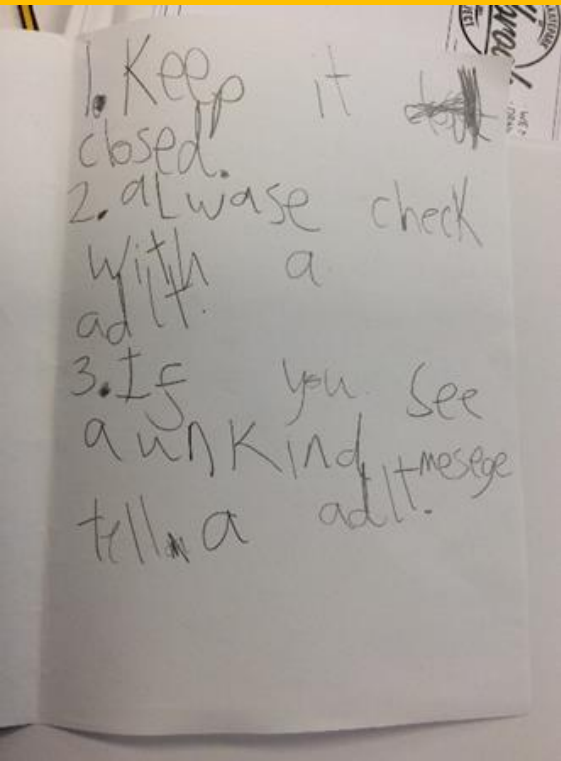 1. Keep it
closed.
2. alwase check
with a
adlt.
3. If you see
a unkind mesege
tell a adlt.